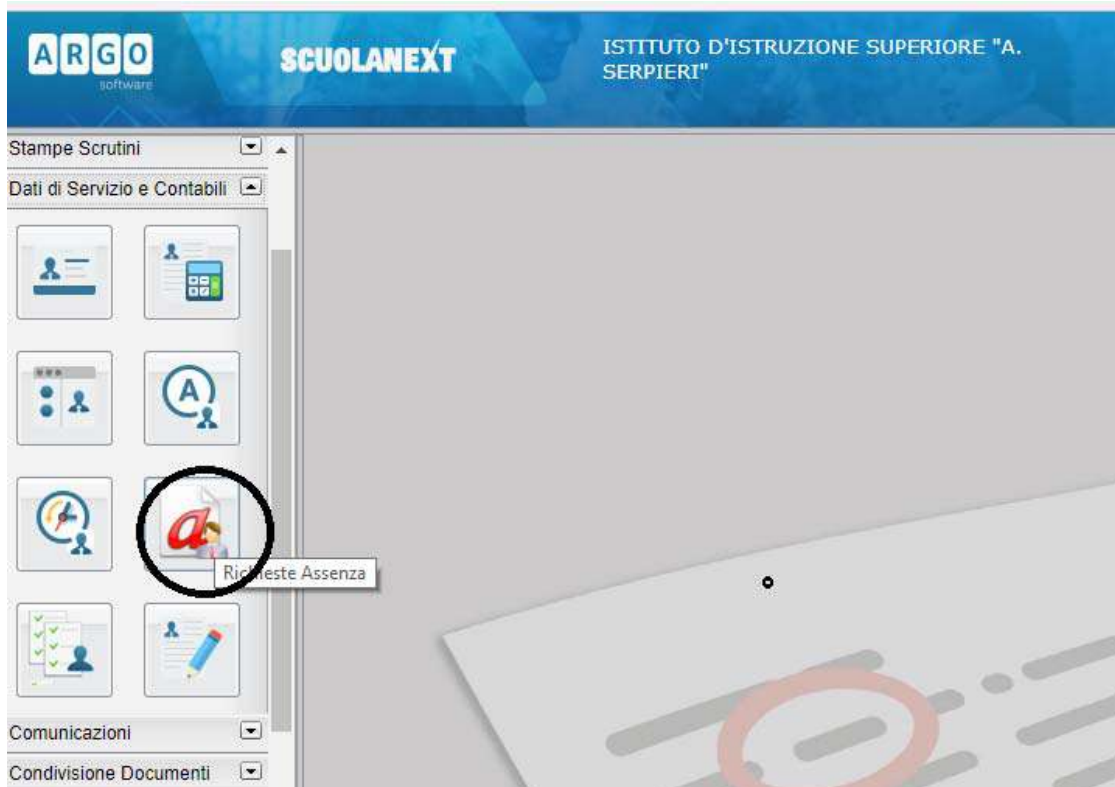 ARGO
software
SCUOLANEXT
ISTITUTO D'ISTRUZIONE SUPERIORE "A.
SERPIERI"
Stampe Scrutini
Dati di Servizio e Contabili
A
a
Richieste Assenza
Comunicazioni
Condivisione Documenti